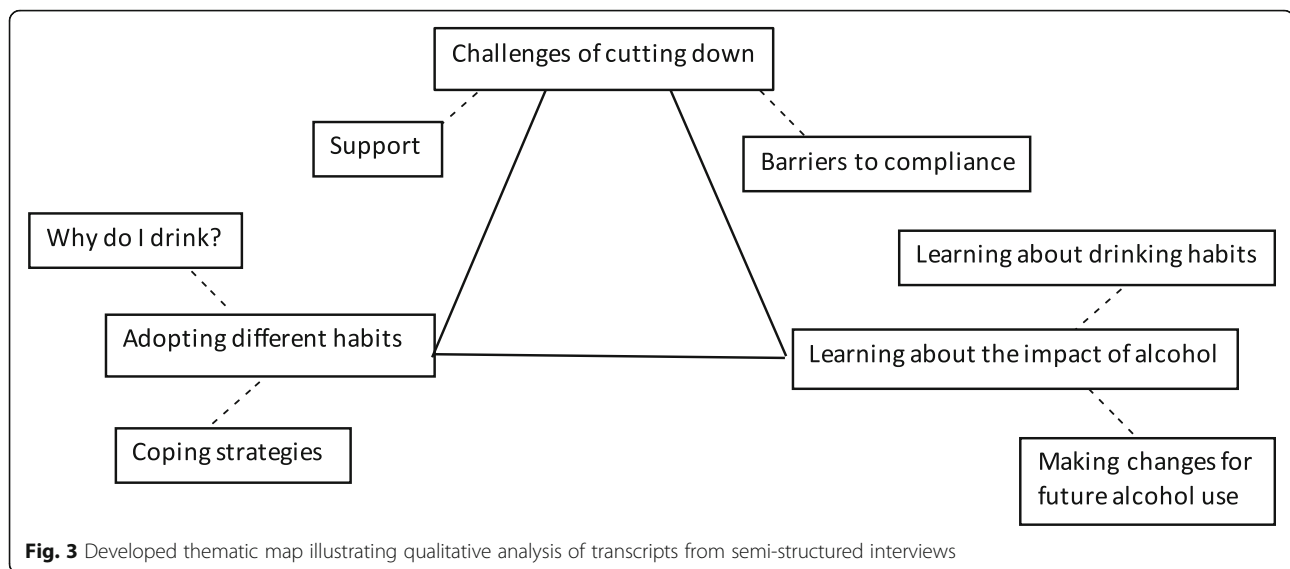 Challenges of cutting down
Support
Barriers to compliance
Why do I drink?
Learning about drinking habits
Adopting different habits
Learning about the impact of alcohol
Coping strategies
Making changes for
future alcohol use
Fig. 3 Developed thematic map illustrating qualitative analysis of transcripts from semi-structured interviews